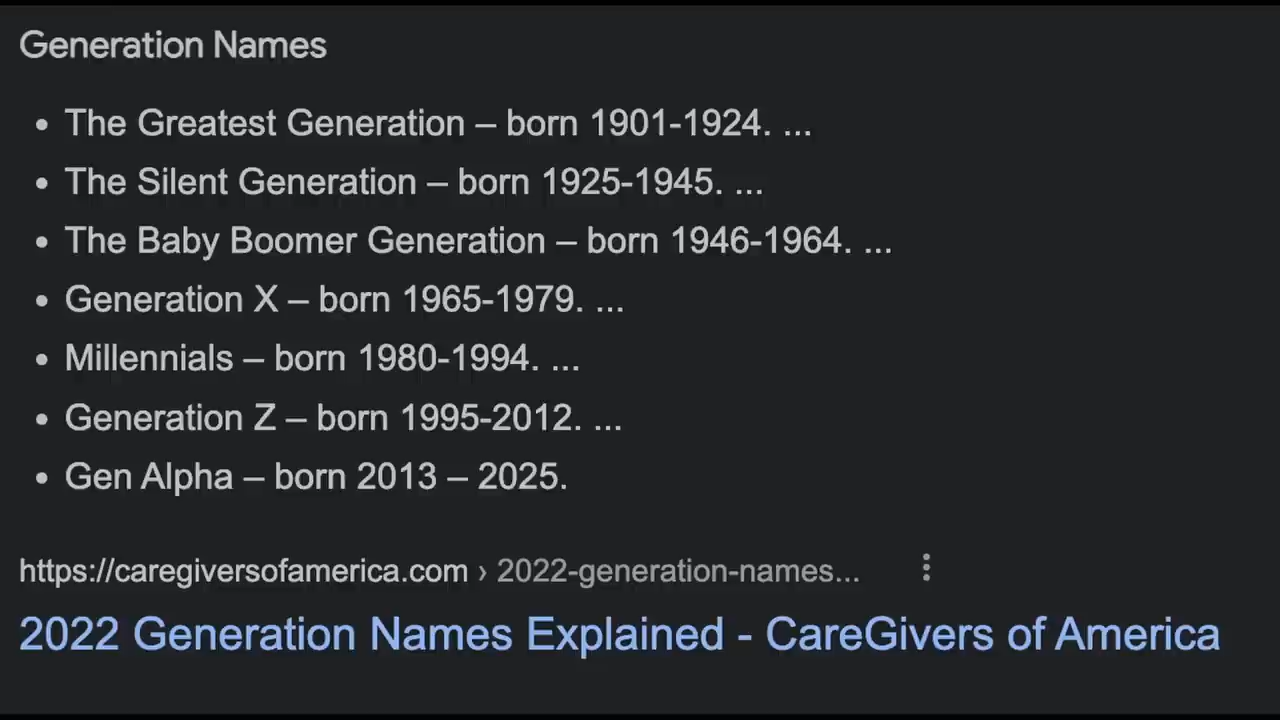 Generation Names
• The Greatest Generation – born 1901-1924. ...
• The Silent Generation – born 1925-1945. ...
• The Baby Boomer Generation – born 1946-1964. ...
• Generation X – born 1965-1979. ...
• Millennials – born 1980-1994. ...
• Generation Z – born 1995-2012. ...
• Gen Alpha – born 2013 – 2025.
https://caregiversofamerica.com › 2022-generation-names...
2022 Generation Names Explained - CareGivers of America